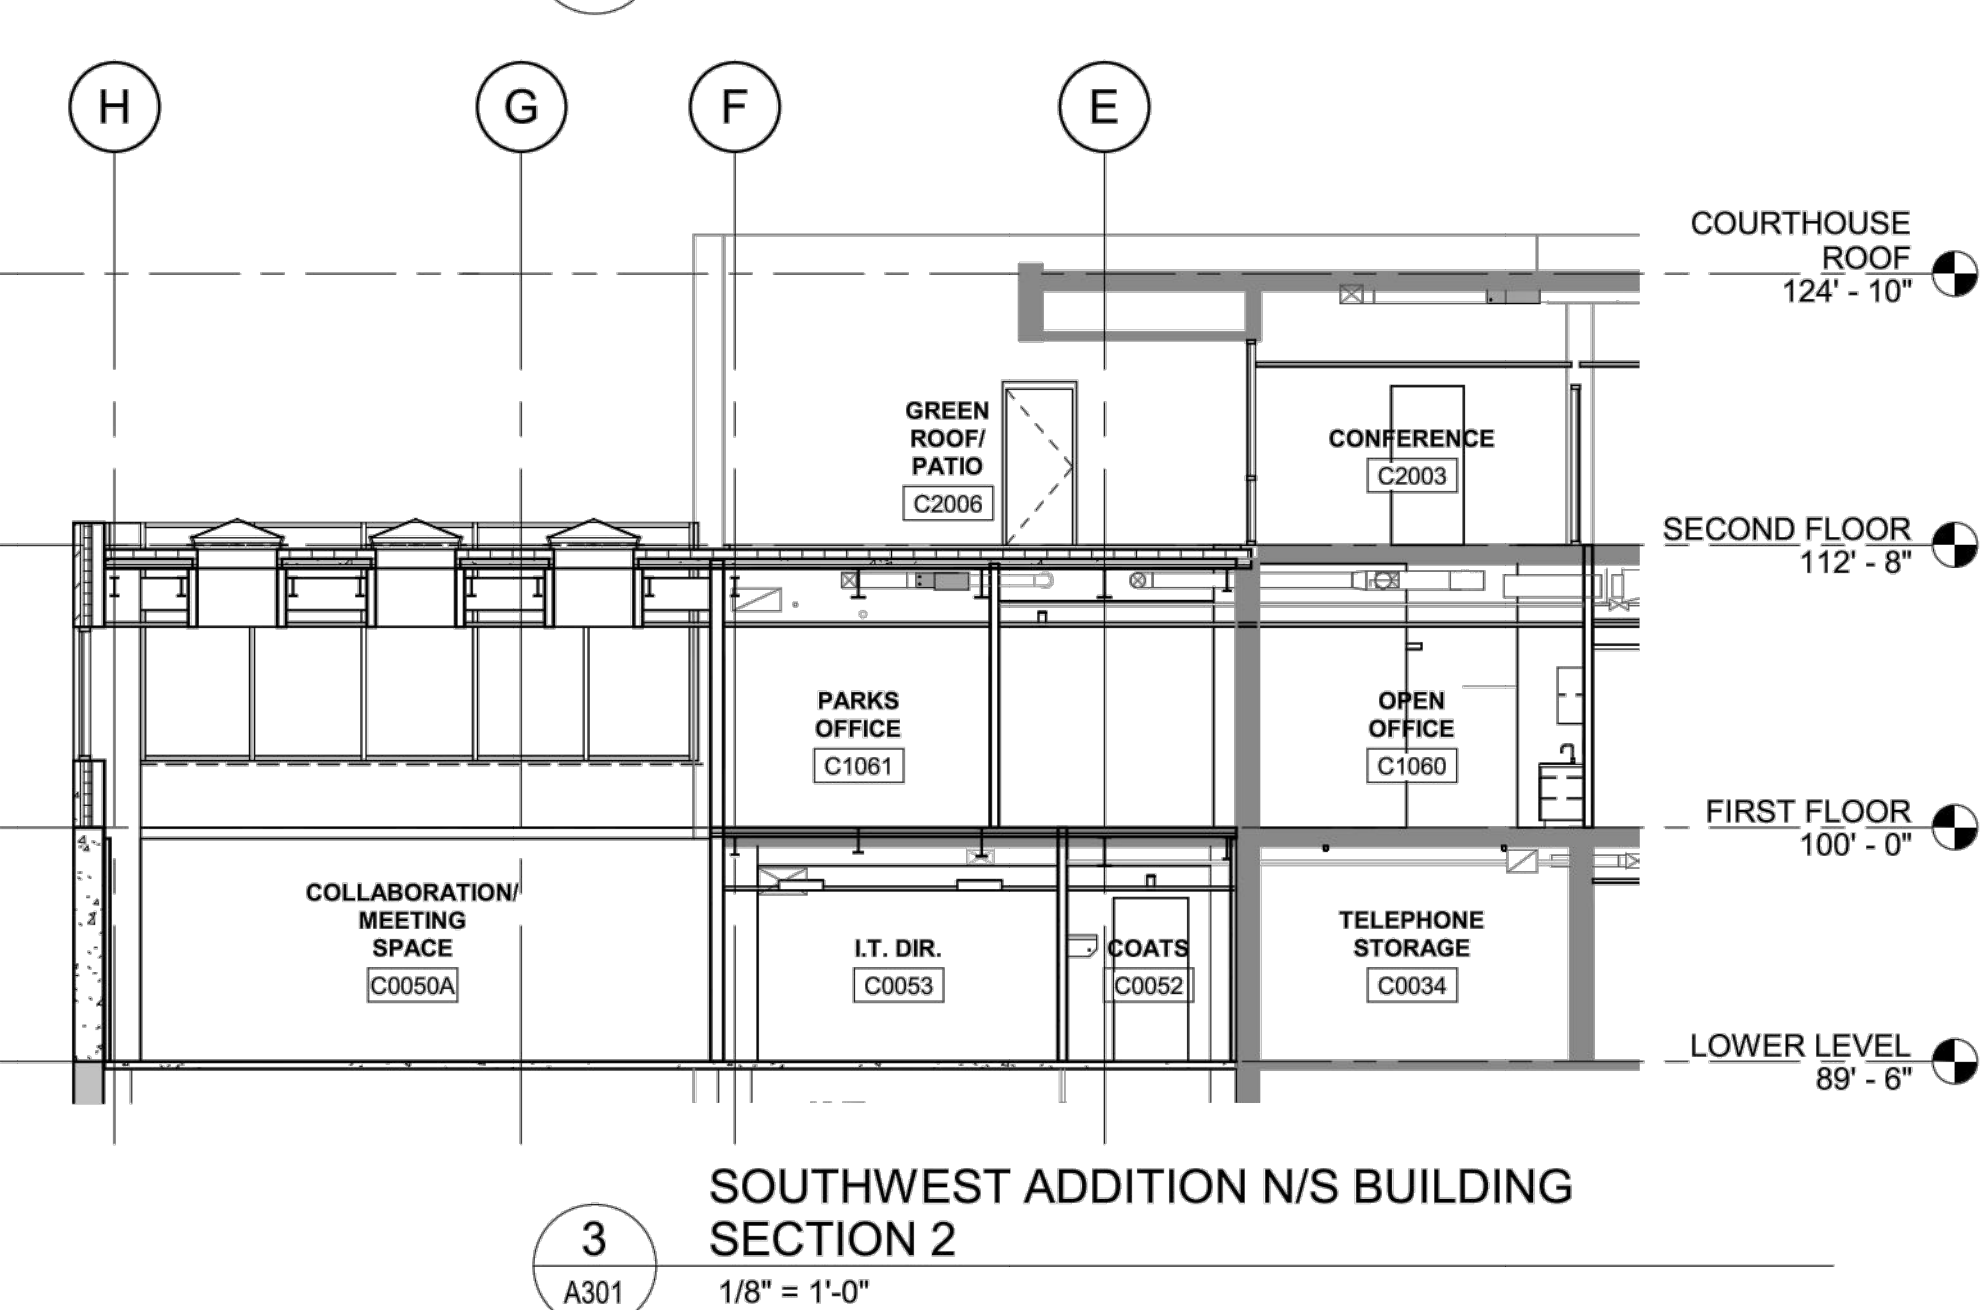 H
G
F
E
COURTHOUSE
ROOF
124' - 10"
GREEN
ROOF/
PATIO
C2006
CONFERENCE
C2003
SECOND FLOOR
112' - 8"
PARKS
OFFICE
C1061
OPEN
OFFICE
C1060
FIRST FLOOR
100' - 0"
COLLABORATION/
MEETING
SPACE
C0050A
I.T. DIR.
C0053
COATS
C0052
TELEPHONE
STORAGE
C0034
LOWER LEVEL
89' - 6"
SOUTHWEST ADDITION N/S BUILDING
SECTION 2
3
A301
1/8" = 1'-0"